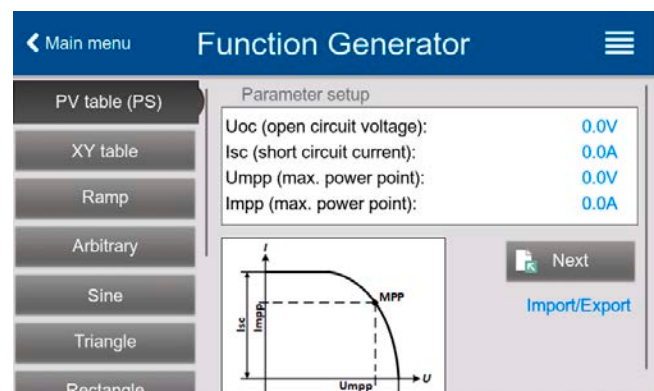 Main menu
Function Generator
PV table (PS)
XY table
Ramp
Arbitrary
Sine
Triangle
Rectangle
Parameter setup
Uoc (open circuit voltage): 0.0V
Isc (short circuit current): 0.0A
Umpp (max. power point): 0.0V
Impp (max. power point): 0.0A
I
MPP
Isc
Impp
Umpp
U
Next
Import/Export